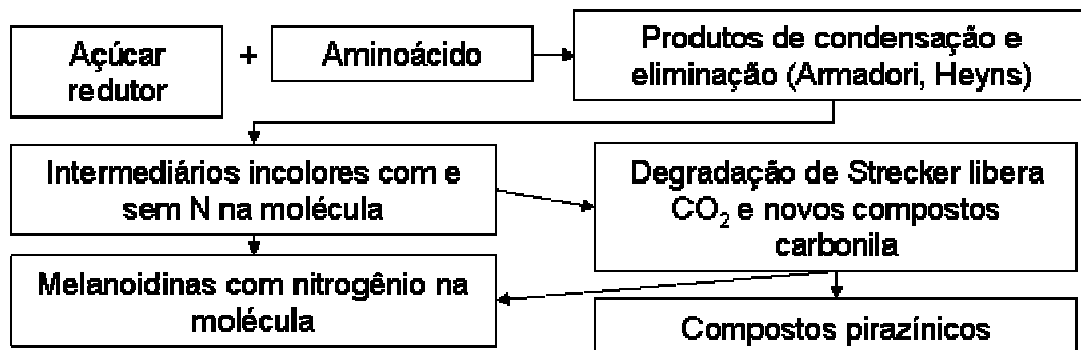 Açúcar
redutor
+
Aminoácido
Produtos de condensação e
eliminação (Armadori, Heyns)
Intermediários incolores com e
sem N na molécula
Degradação de Strecker libera
CO₂ e novos compostos
carbonila
Melanoidinas com nitrogênio na
molécula
Compostos pirazínicos